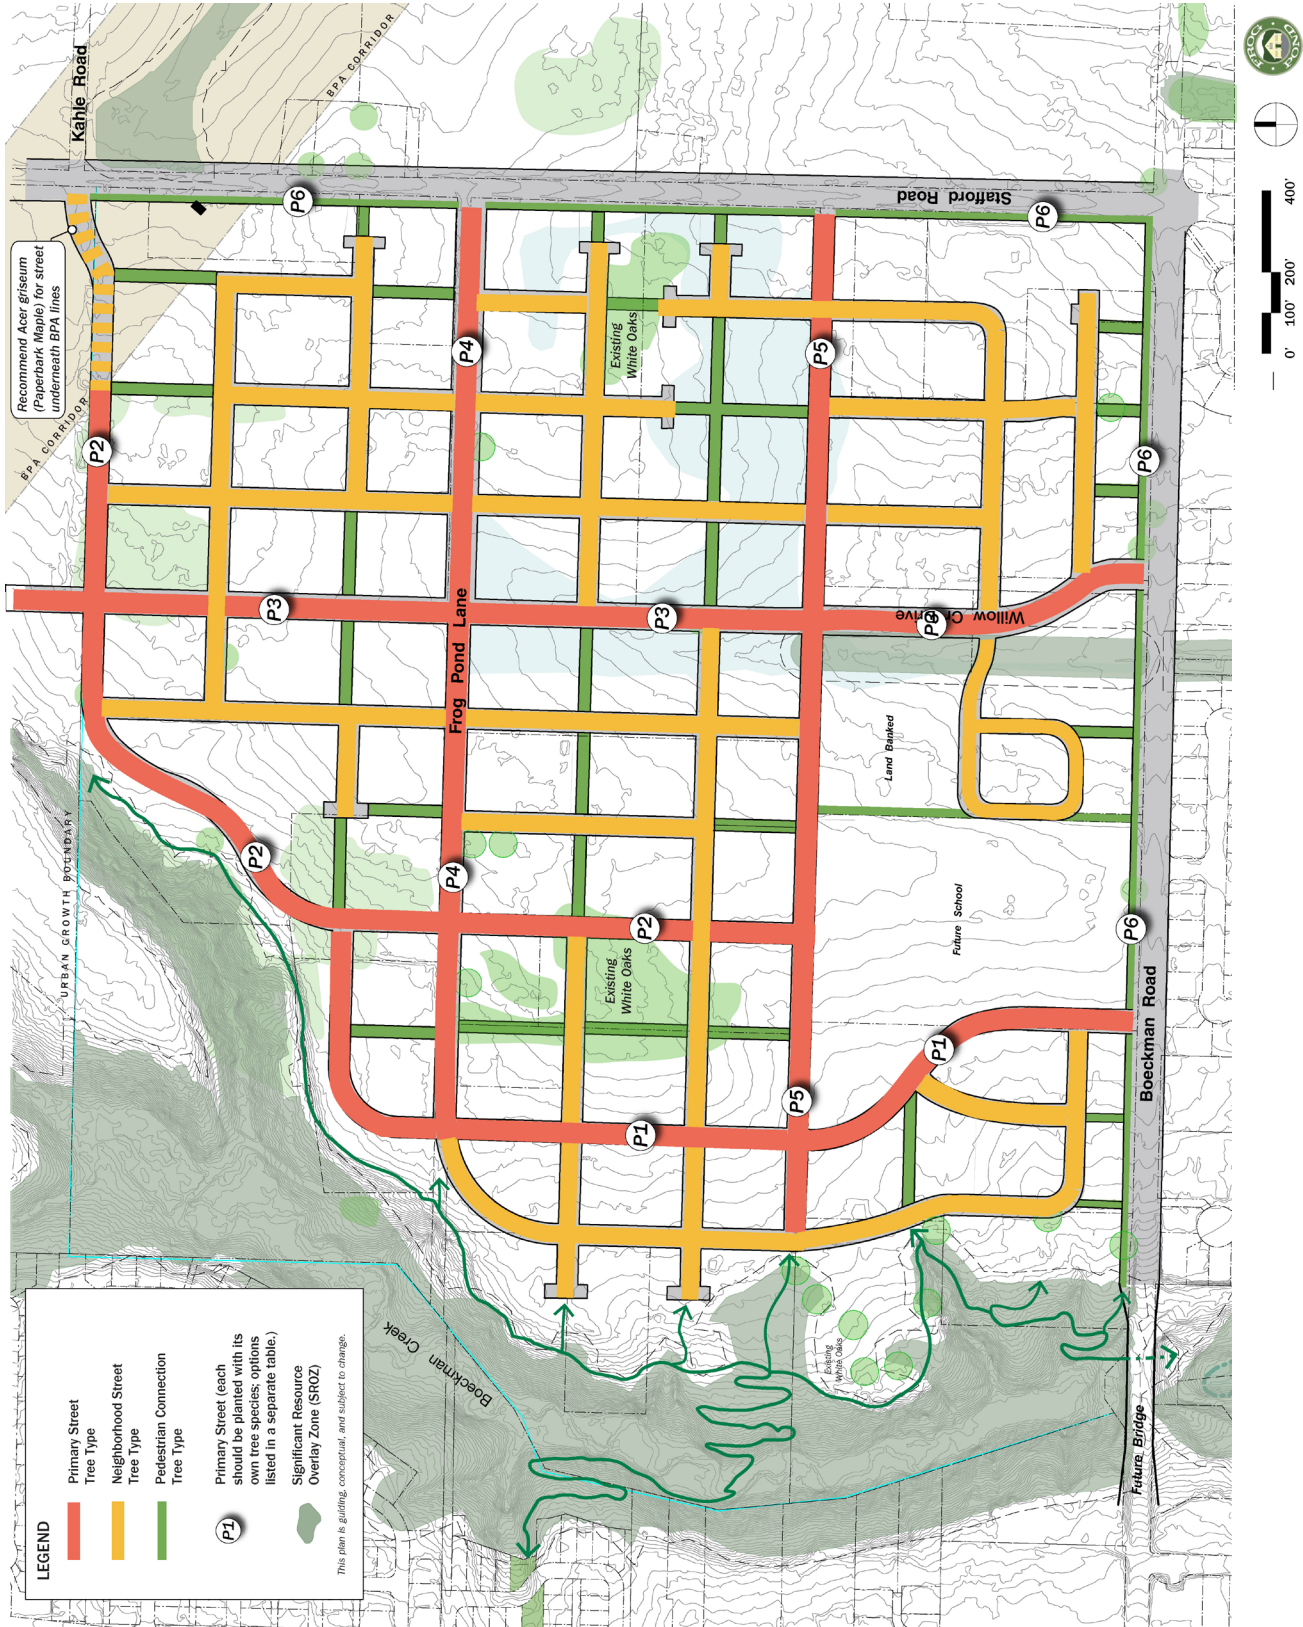 LEGEND
Primary Street
Tree Type
Neighborhood Street
Tree Type
Pedestrian Connection
Tree Type
P1
Primary Street (each
should be planted with its
own tree species; options
listed in a separate table.)
Significant Resource
Overlay Zone (SROZ)
This plan is guiding, conceptual, and subject to change.
URBAN GROWTH BOUNDARY
BPA CORRIDOR
BPA CORRIDOR
Recommend Acer griseum
(Paperbark Maple) for street
underneath BPA lines
Kahle Road
P2
P6
P3
P2
Frog Pond Lane
P4
P4
Existing
White Oaks
P3
P2
Existing
White Oaks
P1
P5
P5
Stafford Road
P6
Willow Cr Drive
P3
Land Banked
Future School
P1
P6
P6
Boeckman Road
Boeckman Creek
Existing
White Oaks
Future Bridge
FROG POND
0' 100' 200' 400'